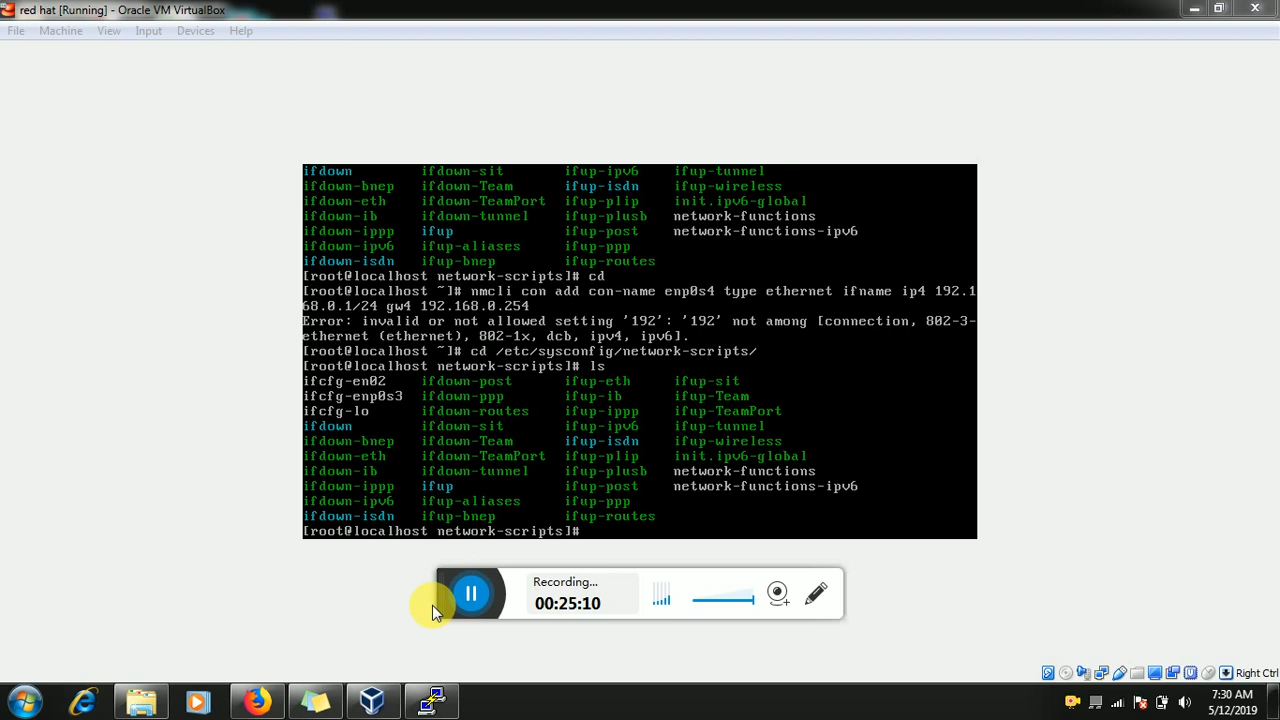 red hat [Running] - Oracle VM VirtualBox
File Machine View Input Devices Help
ifdown ifdown-sit ifup-ipv6 ifup-tunnel
ifdown-bnep ifdown-Team ifup-isdn ifup-wireless
ifdown-eth ifdown-TeamPort ifup-plip init.ipv6-global
ifdown-ib ifdown-tunnel ifup-plusb network-functions
ifdown-ippp ifup ifup-post network-functions-ipv6
ifdown-ipv6 ifup-aliases ifup-ppp
ifdown-isdn ifup-bnep ifup-routes
[root@localhost network-scripts]# cd
[root@localhost ~]# nmcli con add con-name enp0s4 type ethernet ifname ip4 192.1
68.0.1/24 gw4 192.168.0.254
Error: invalid or not allowed setting '192': '192' not among [connection, 802-3-
ethernet (ethernet), 802-1x, dcb, ipv4, ipv6].
[root@localhost ~]# cd /etc/sysconfig/network-scripts/
[root@localhost network-scripts]# ls
ifcfg-en02 ifdown-post ifup-eth ifup-sit
ifcfg-enp0s3 ifdown-ppp ifup-ib ifup-Team
ifcfg-lo ifdown-routes ifup-ippp ifup-TeamPort
ifdown ifdown-sit ifup-ipv6 ifup-tunnel
ifdown-bnep ifdown-Team ifup-isdn ifup-wireless
ifdown-eth ifdown-TeamPort ifup-plip init.ipv6-global
ifdown-ib ifdown-tunnel ifup-plusb network-functions
ifdown-ippp ifup ifup-post network-functions-ipv6
ifdown-ipv6 ifup-aliases ifup-ppp
ifdown-isdn ifup-bnep ifup-routes
[root@localhost network-scripts]#
Recording...
00:25:10
Right Ctrl
7:30 AM
5/12/2019